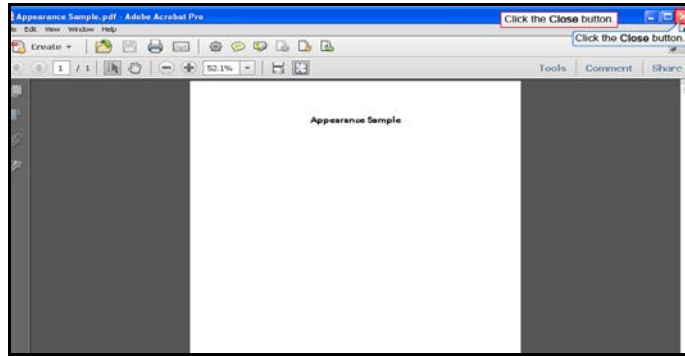 Appearance Sample.pdf - Adobe Acrobat Pro
Click the Close button.
Edit View Window Help
Click the Close button.
Create
1 / 1
52.1%
Tools Comment Share
Appearance Sample